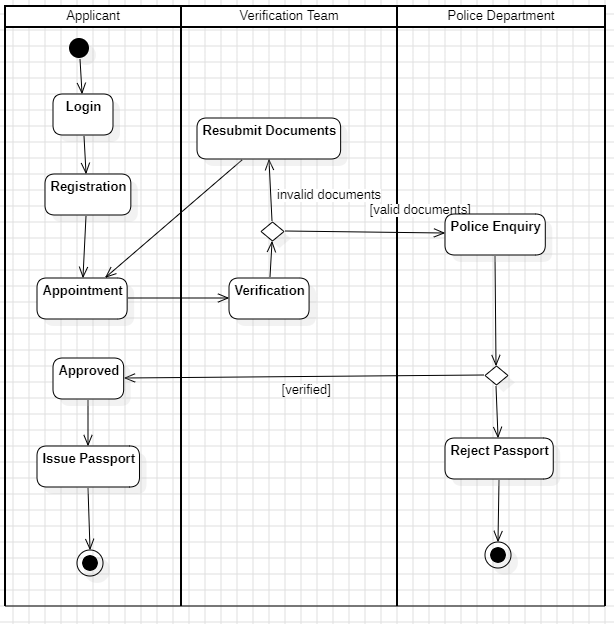 Applicant
Verification Team
Police Department
Login
Resubmit Documents
Registration
invalid documents
[valid documents]
Police Enquiry
Appointment
Verification
Approved
[verified]
Issue Passport
Reject Passport